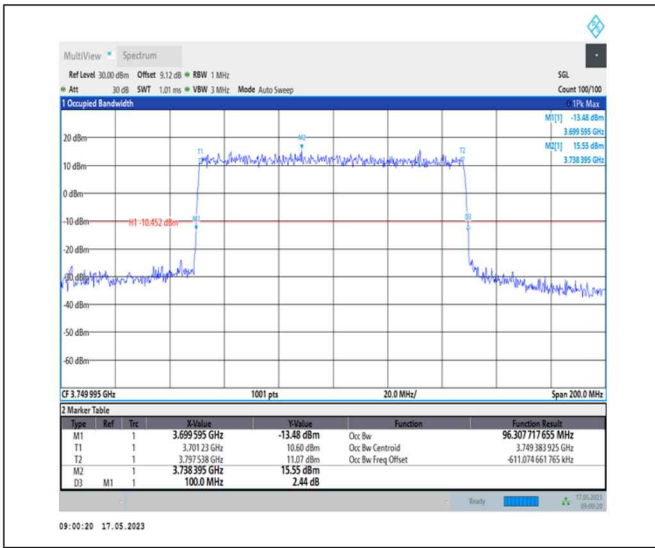 MultiView Spectrum
Ref Level 30.00 dBm Offset 9.12 dB RBW 1 MHz SGL
Att 30 dB SWT 1.01 ms VBW 3 MHz Mode Auto Sweep Count 100/100
1 Occupied Bandwidth 1Pk Max
M1[1] -13.48 dBm
3.699 595 GHz
M2[1] 15.55 dBm
3.738 395 GHz
20 dBm
T1 M2 T2
10 dBm
0 dBm
-10 dBm H1 -10.452 dBm M1 D3
-20 dBm
-30 dBm
-40 dBm
-50 dBm
-60 dBm
CF 3.749 995 GHz 1001 pts 20.0 MHz/ Span 200.0 MHz
2 Marker Table
Type Ref Trc X-Value Y-Value Function Function Result
M1 1 3.699 595 GHz -13.48 dBm Occ Bw 96.307 717 655 MHz
T1 1 3.701 23 GHz 10.60 dBm Occ Bw Centroid 3.749 383 925 GHz
T2 1 3.797 538 GHz 11.07 dBm Occ Bw Freq Offset -611.074 661 765 kHz
M2 1 3.738 395 GHz 15.55 dBm
D3 M1 1 100.0 MHz 2.44 dB
Ready 17.05.2023
09:00:20
09:00:20 17.05.2023